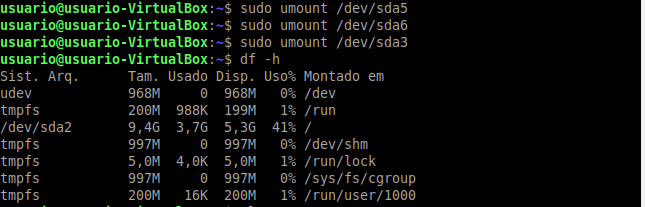 usuario@usuario-VirtualBox:~$ sudo umount /dev/sda5
usuario@usuario-VirtualBox:~$ sudo umount /dev/sda6
usuario@usuario-VirtualBox:~$ sudo umount /dev/sda3
usuario@usuario-VirtualBox:~$ df -h
Sist. Arq.      Tam. Usado Disp. Uso% Montado em
udev            968M     0  968M   0% /dev
tmpfs           200M  988K  199M   1% /run
/dev/sda2       9,4G  3,7G  5,3G  41% /
tmpfs           997M     0  997M   0% /dev/shm
tmpfs           5,0M  4,0K  5,0M   1% /run/lock
tmpfs           997M     0  997M   0% /sys/fs/cgroup
tmpfs           200M   16K  200M   1% /run/user/1000